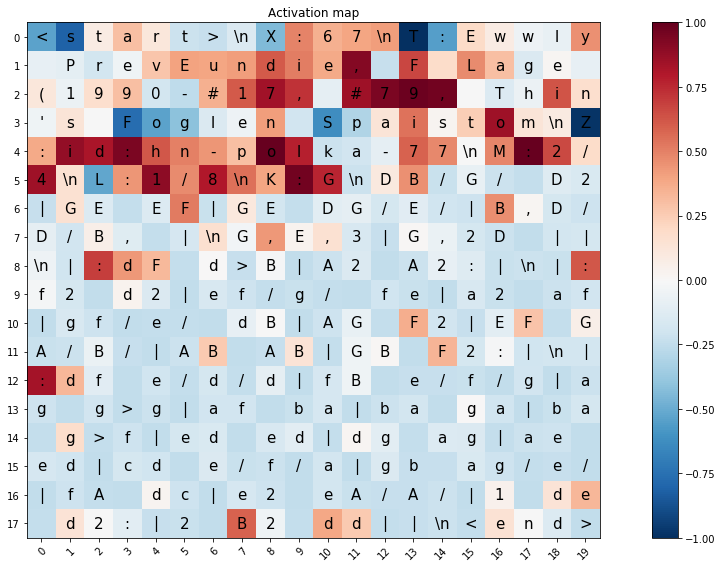 Activation map
0 < s t a r t > \n X : 6 7 \n T : E w w l y
1 P r e v E u n d i e , F L a g e
2 ( 1 9 9 0 - # 1 7 , # 7 9 , T h i n
3 ' s F o g l e n S p a i s t o m \n Z
4 : i d : h n - p o l k a - 7 7 \n M : 2 /
5 4 \n L : 1 / 8 \n K : G \n D B / G / D 2
6 | G E E F | G E D G / E / | B , D /
7 D / B , | \n G , E , 3 | G , 2 D | |
8 \n | : d F d > B | A 2 A 2 : | \n | :
9 f 2 d 2 | e f / g / f e | a 2 a f
10 | g f / e / d B | A G F 2 | E F G
11 A / B / | A B A B | G B F 2 : | \n |
12 : d f e / d / d | f B e / f / g | a
13 g g > g | a f b a | b a g a | b a
14 g > f | e d e d | d g a g | a e
15 e d | c d e / f / a | g b a g / e /
16 | f A d c | e 2 e A / A / | 1 d e
17 d 2 : | 2 B 2 d d | | \n < e n d >
0 1 2 3 4 5 6 7 8 9 10 11 12 13 14 15 16 17 18 19
1.00
0.75
0.50
0.25
0.00
−0.25
−0.50
−0.75
−1.00